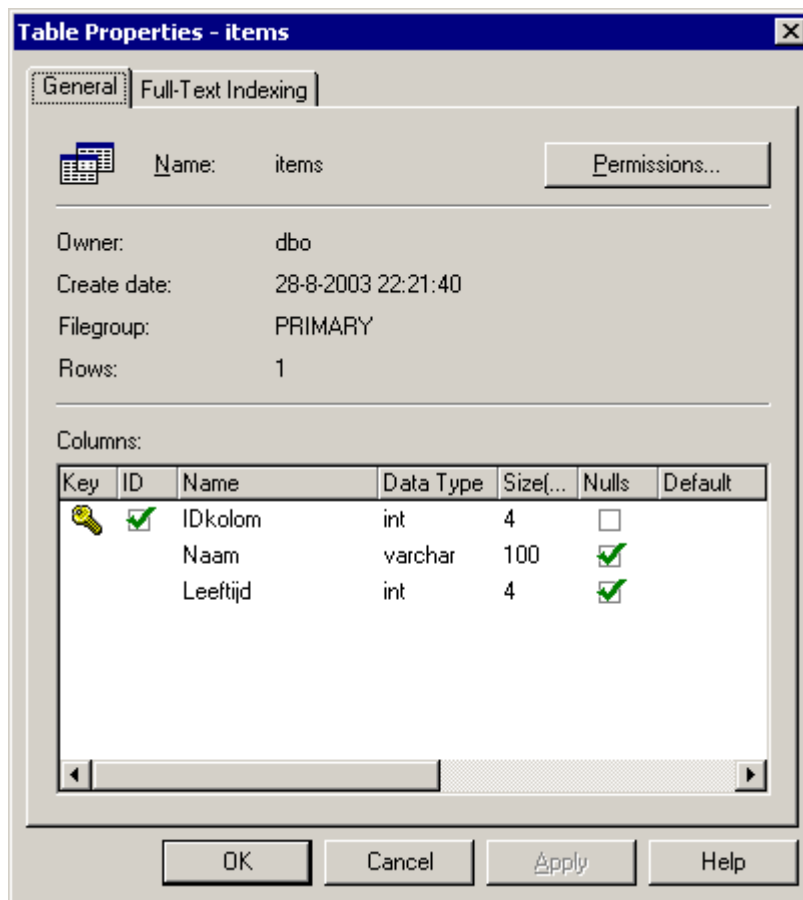 Table Properties - items
General Full-Text Indexing
Name: items Permissions...
Owner: dbo
Create date: 28-8-2003 22:21:40
Filegroup: PRIMARY
Rows: 1
Columns:
Key ID Name Data Type Size(... Nulls Default
IDkolom int 4
Naam varchar 100
Leeftijd int 4
OK Cancel Apply Help